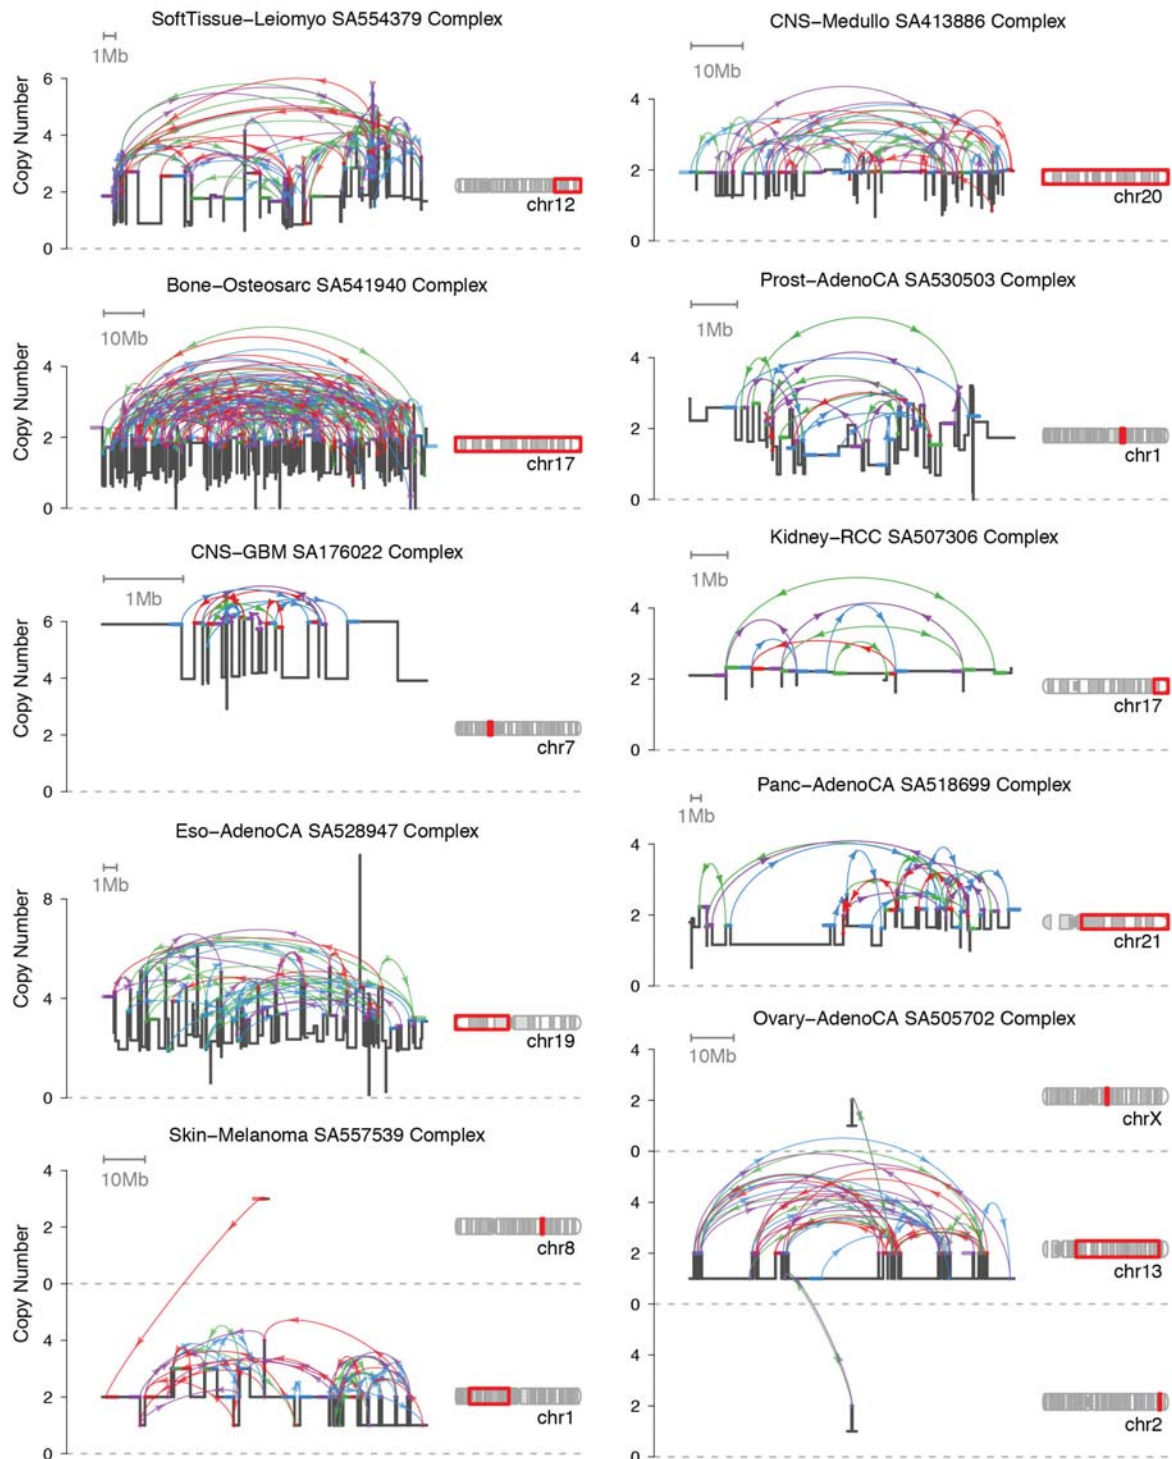 SoftTissue−Leiomyo SA554379 Complex
1Mb
Copy Number
6
4
2
0
chr12
CNS−Medullo SA413886 Complex
10Mb
4
2
0
chr20
Bone−Osteosarc SA541940 Complex
10Mb
Copy Number
4
2
0
chr17
Prost−AdenoCA SA530503 Complex
1Mb
4
2
0
chr1
CNS−GBM SA176022 Complex
1Mb
Copy Number
6
4
2
0
chr7
Kidney−RCC SA507306 Complex
1Mb
4
2
0
chr17
Eso−AdenoCA SA528947 Complex
1Mb
Copy Number
8
4
0
chr19
Panc−AdenoCA SA518699 Complex
1Mb
4
2
0
chr21
Skin−Melanoma SA557539 Complex
10Mb
Copy Number
4
2
0
chr8
4
2
0
chr1
Ovary−AdenoCA SA505702 Complex
10Mb
4
2
0
chrX
4
2
0
chr13
4
2
0
chr2